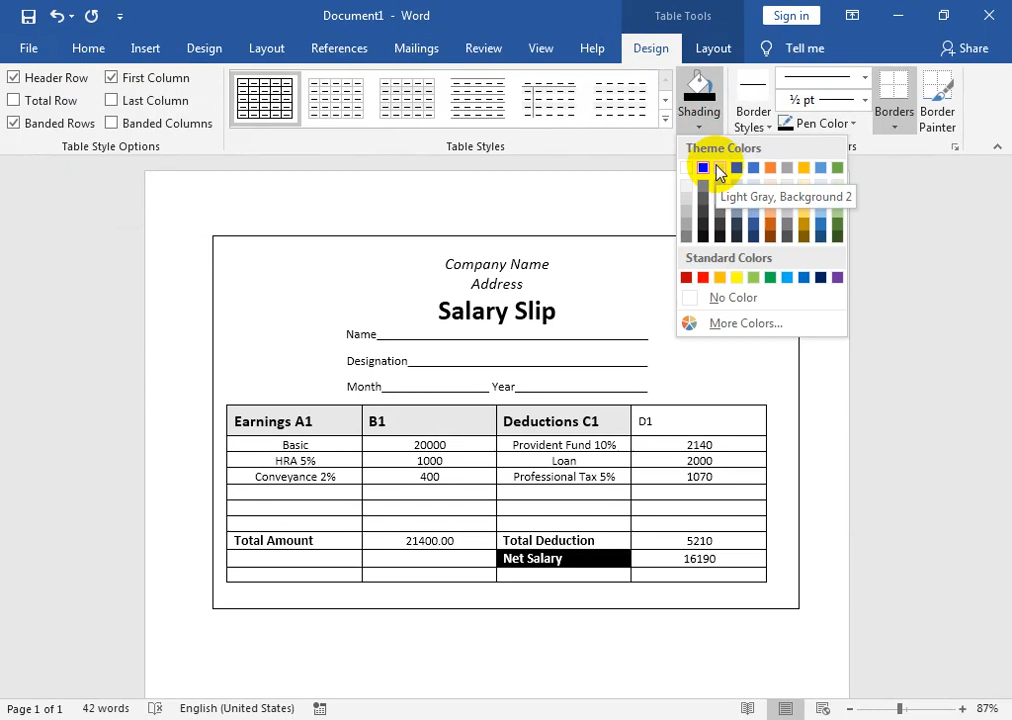 Document1 - Word
Table Tools
Sign in
File Home Insert Design Layout References Mailings Review View Help Design Layout Tell me Share
Header Row First Column
Total Row Last Column
Banded Rows Banded Columns
Table Style Options
Table Styles
Shading
Border Styles
½ pt
Pen Color
Borders
Border Painter
Theme Colors
Light Gray, Background 2
Standard Colors
No Color
More Colors...
Company Name
Address
Salary Slip
Name
Designation
Month Year
Earnings A1 B1 Deductions C1 D1
Basic 20000 Provident Fund 10% 2140
HRA 5% 1000 Loan 2000
Conveyance 2% 400 Professional Tax 5% 1070
Total Amount 21400.00 Total Deduction 5210
Net Salary 16190
Page 1 of 1 42 words English (United States) 87%